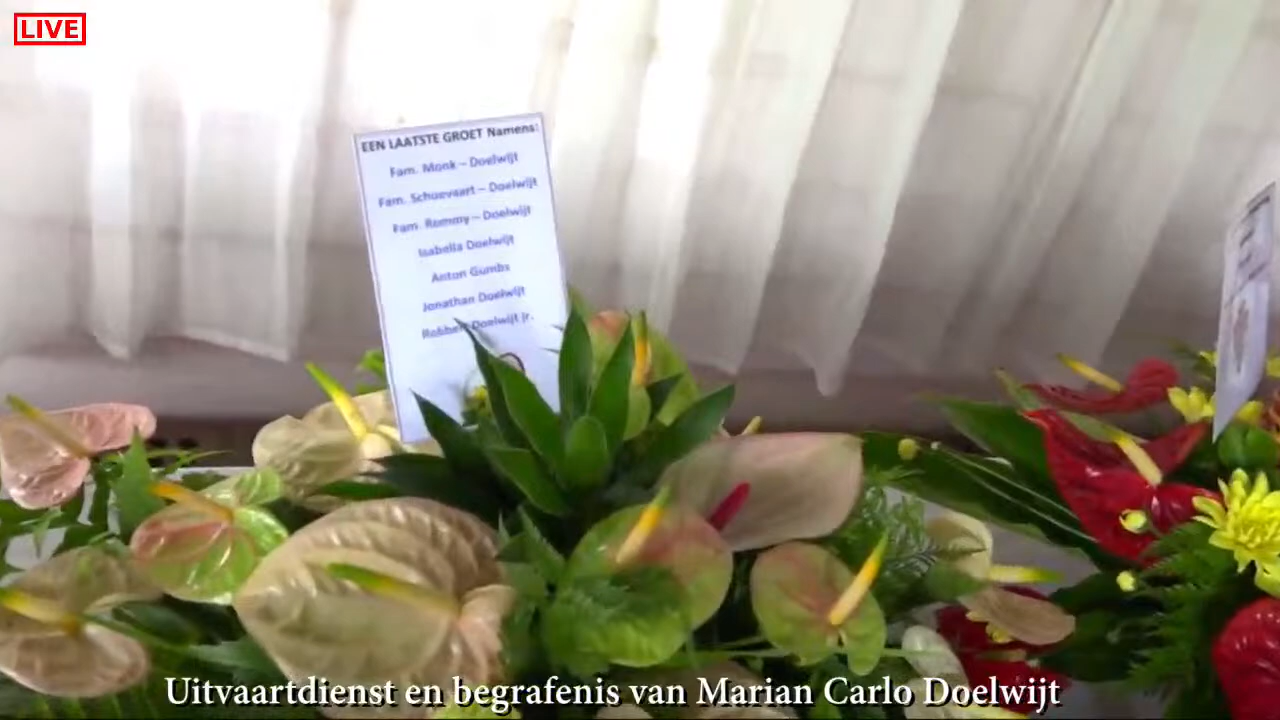 LIVE
EEN LAATSTE GROET Namens:
Fam. Monk – Doelwijt
Fam. Schuevaart – Doelwijt
Fam. Rommy – Doelwijt
Isabella Doelwijt
Anton Gumbs
Jonathan Doelwijt
Doelwijt jr.
Uitvaartdienst en begrafenis van Marian Carlo Doelwijt